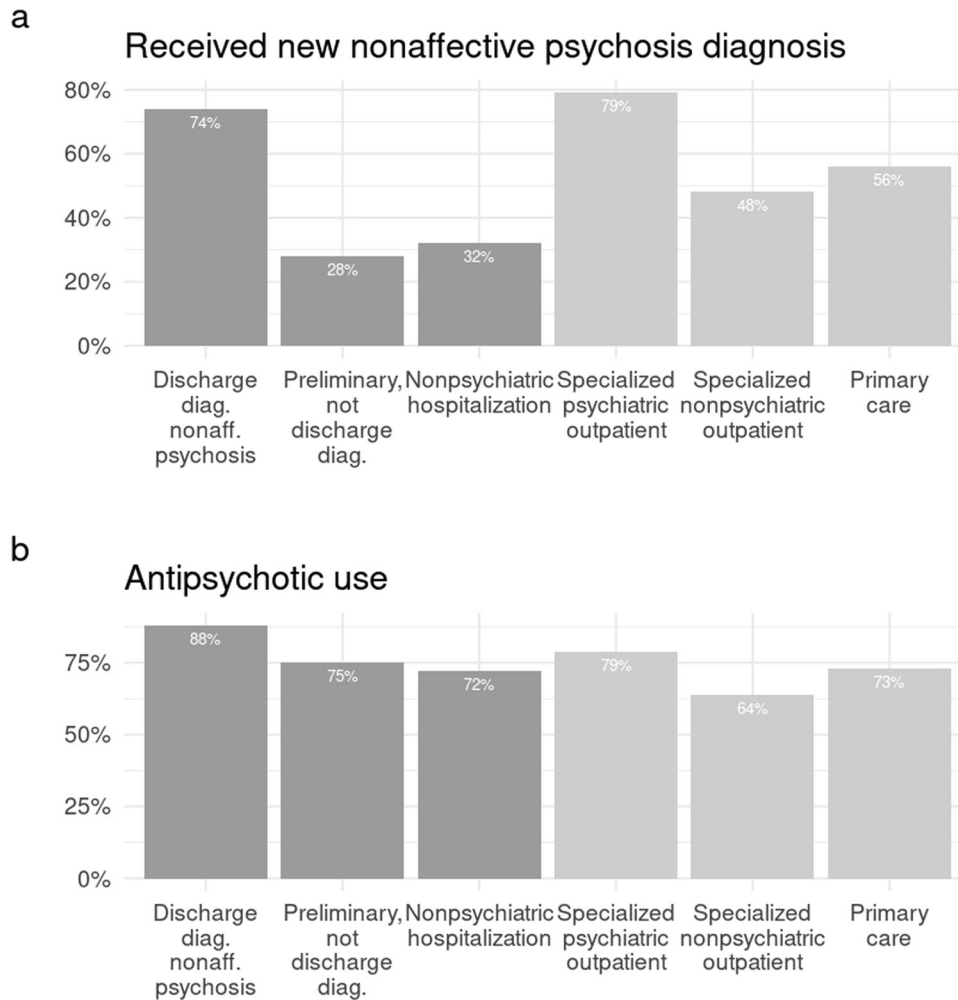 a
Received new nonaffective psychosis diagnosis
80%
60%
40%
20%
0%
74%
28%
32%
79%
48%
56%
Discharge
diag.
nonaff.
psychosis
Preliminary,
not
discharge
diag.
Nonpsychiatric
hospitalization
Specialized
psychiatric
outpatient
Specialized
nonpsychiatric
outpatient
Primary
care
b
Antipsychotic use
75%
50%
25%
0%
88%
75%
72%
79%
64%
73%
Discharge
diag.
nonaff.
psychosis
Preliminary,
not
discharge
diag.
Nonpsychiatric
hospitalization
Specialized
psychiatric
outpatient
Specialized
nonpsychiatric
outpatient
Primary
care